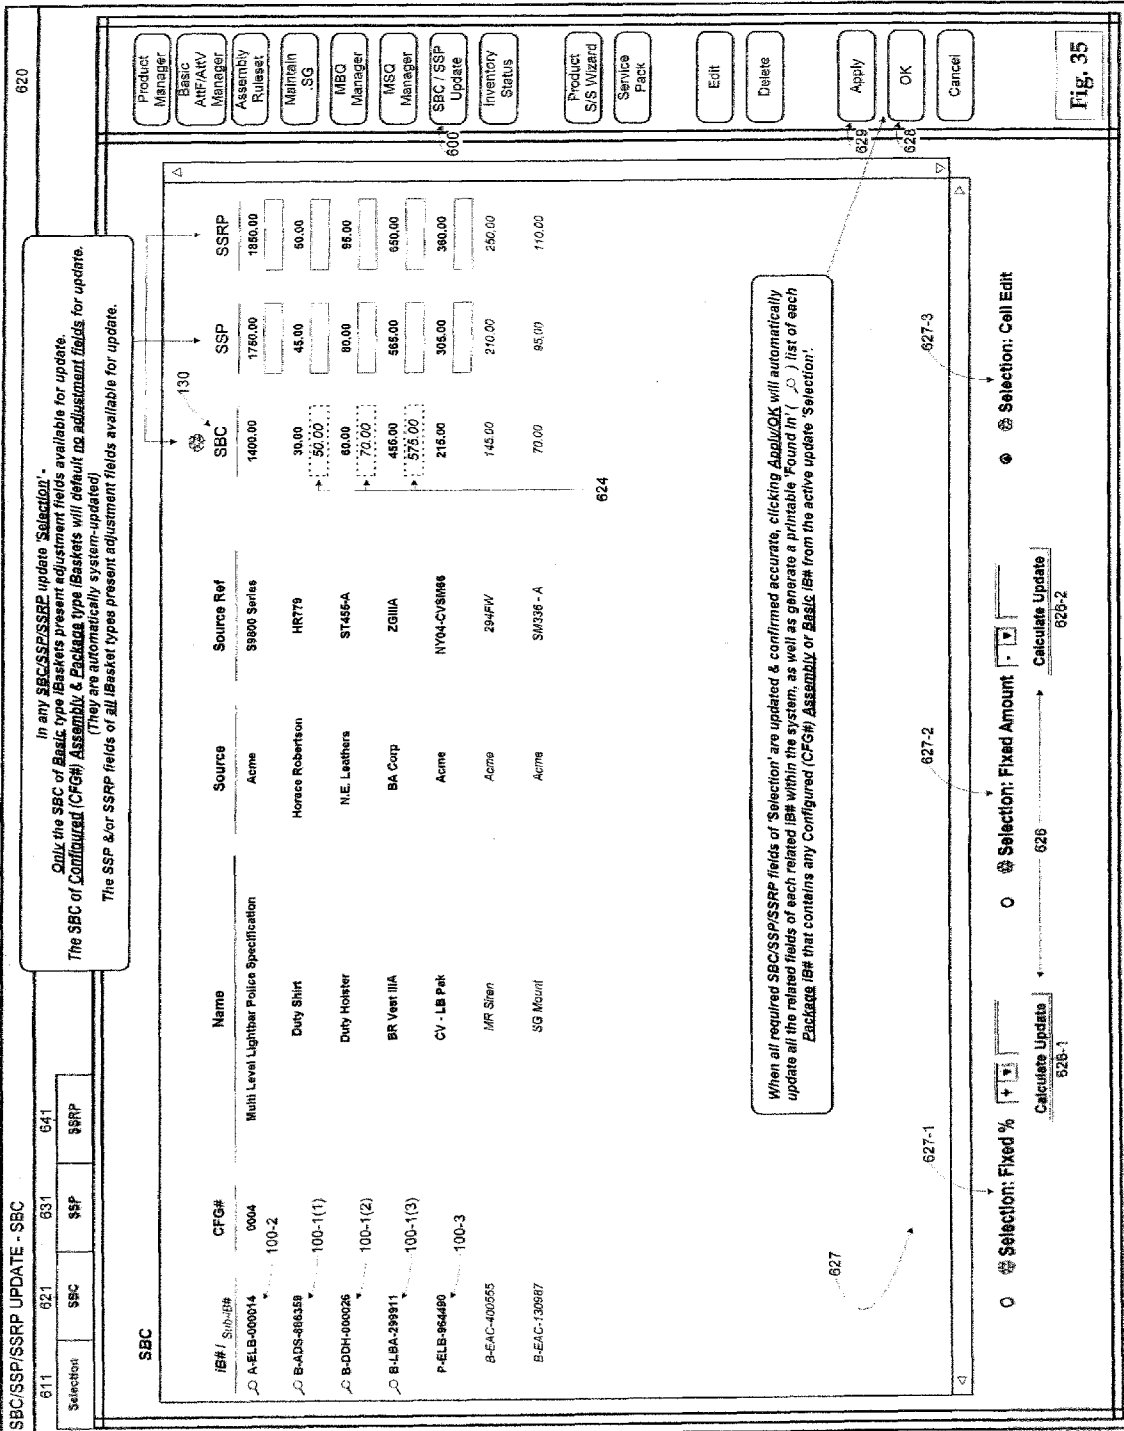 SBC/SSP/SSRP UPDATE - SBC
620
611 621 631 641
Selection SBC SSP SSRP
In any SBC/SSP/SSRP update 'Selection'-
Only the SBC of Basic type iBaskets present adjustment fields available for update.
The SBC of Configured (CFG#) Assembly & Package type iBaskets will default no adjustment fields for update.
(They are automatically system-updated)
The SSP &/or SSRP fields of all iBasket types present adjustment fields available for update.
SBC
130
iB# / Sub-iB# CFG# Name Source Source Ref SBC SSP SSRP
A-ELB-000014 0004 Multi Level Lightbar Police Specification Acme S9800 Series 1400.00 1750.00 1850.00
100-2
B-ADS-886359 Duty Shirt Horace Robertson HR779 30.00 45.00 60.00
100-1(1) 50.00
B-DDH-000026 Duty Holster N.E. Leathers ST455-A 60.00 80.00 95.00
100-1(2) 70.00
B-LBA-299911 BR Vest IIIA BA Corp ZGIIIA 456.00 565.00 650.00
100-1(3) 575.00
P-ELB-964490 CV - LB Pak Acme NY04-CVSM66 215.00 305.00 360.00
100-3
B-EAC-400555 MR Siren Acme 294FW 145.00 210.00 250.00
B-EAC-130987 SG Mount Acme SM336 - A 70.00 95.00 110.00
624
When all required SBC/SSP/SSRP fields of 'Selection' are updated & confirmed accurate, clicking Apply/OK will automatically
update all the related fields of each related iB# within the system, as well as generate a printable 'Found In' ( ) list of each
Package iB# that contains any Configured (CFG#) Assembly or Basic iB# from the active update 'Selection'.
627
627-1 627-2 627-3
Selection: Fixed % + Selection: Fixed Amount - Selection: Cell Edit
Calculate Update 626 Calculate Update
626-1 626-2
Product
Manager
Basic
Att/F/AttV
Manager
Assembly
Ruleset
Maintain
.SG
MBQ
Manager
MSQ
Manager
SBC / SSP
Update
600
Inventory
Status
Product
S/S Wizard
Service
Pack
Edit
Delete
Apply
629
OK
628
Cancel
Fig. 35